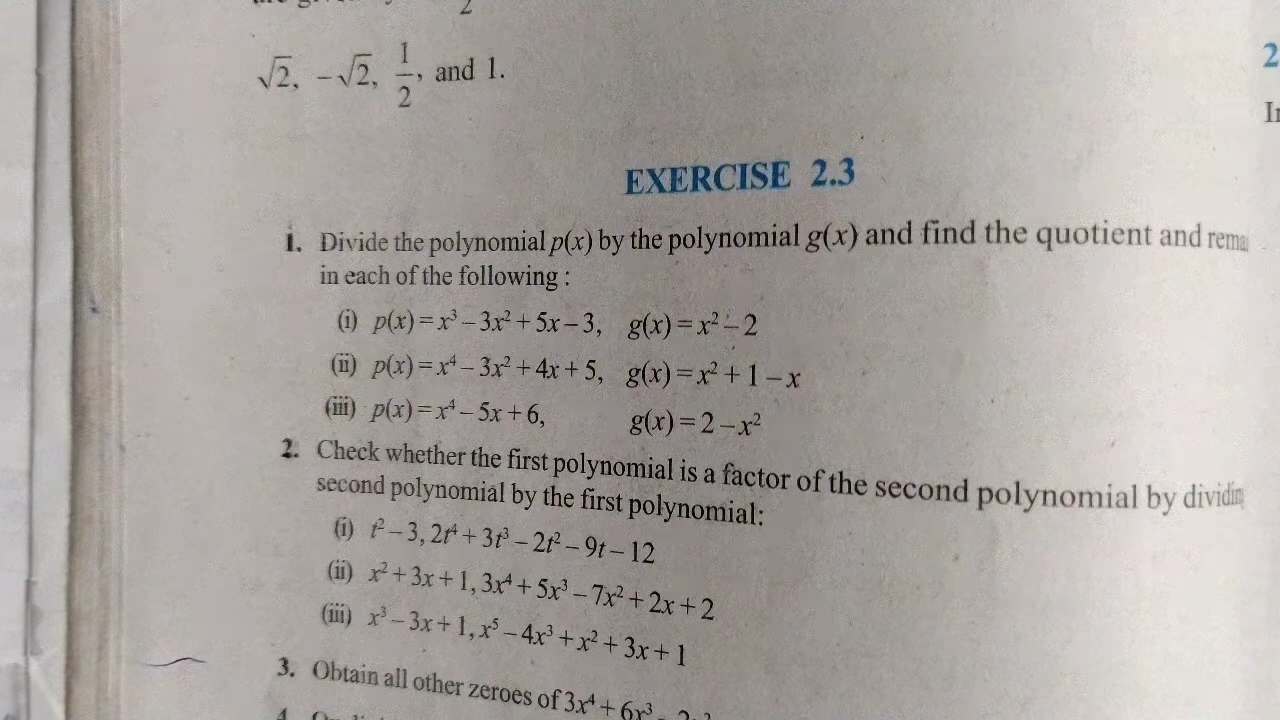 √2, −√2, 1/2, and 1.
EXERCISE 2.3
1. Divide the polynomial p(x) by the polynomial g(x) and find the quotient and
in each of the following :
(i) p(x) = x³ – 3x² + 5x – 3, g(x) = x² – 2
(ii) p(x) = x⁴ – 3x² + 4x + 5, g(x) = x² + 1 – x
(iii) p(x) = x⁴ – 5x + 6, g(x) = 2 – x²
2. Check whether the first polynomial is a factor of the second polynomial by
second polynomial by the first polynomial:
(i) t² – 3, 2t⁴ + 3t³ – 2t² – 9t – 12
(ii) x² + 3x + 1, 3x⁴ + 5x³ – 7x² + 2x + 2
(iii) x³ – 3x + 1, x⁵ – 4x³ + x² + 3x + 1
3. Obtain all other zeroes of 3x⁴ + 6x³
2